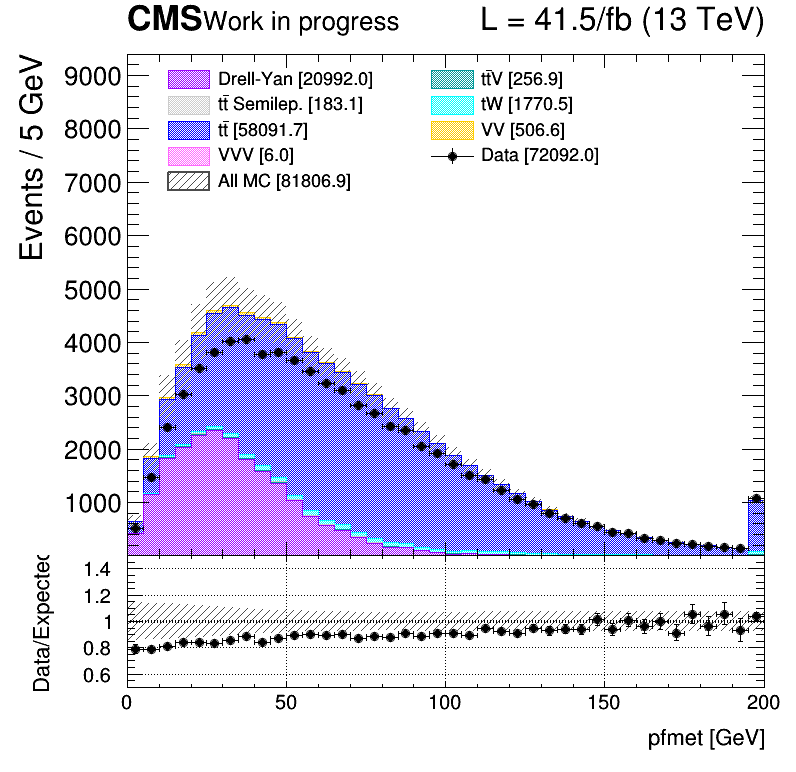 CMS Work in progress L = 41.5/fb (13 TeV)
Events / 5 GeV
9000
8000
7000
6000
5000
4000
3000
2000
1000
Drell-Yan [20992.0]
tt̄ Semilep. [183.1]
tt̄ [58091.7]
VVV [6.0]
All MC [81806.9]
tt̄V [256.9]
tW [1770.5]
VV [506.6]
Data [72092.0]
Data/Expected
1.4
1.2
1
0.8
0.6
0 50 100 150 200
pfmet [GeV]